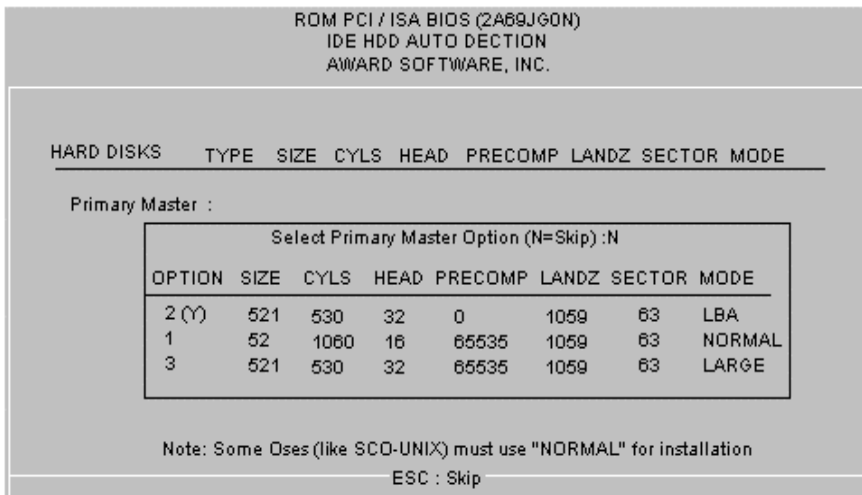 ROM PCI / ISA BIOS (2A69JG0N)
IDE HDD AUTO DECTION
AWARD SOFTWARE, INC.
HARD DISKS TYPE SIZE CYLS HEAD PRECOMP LANDZ SECTOR MODE
Primary Master :
Select Primary Master Option (N=Skip) :N
OPTION SIZE CYLS HEAD PRECOMP LANDZ SECTOR MODE
2 (Y) 521 530 32 0 1059 63 LBA
1 52 1060 16 65535 1059 63 NORMAL
3 521 530 32 65535 1059 63 LARGE
Note: Some Oses (like SCO-UNIX) must use "NORMAL" for installation
ESC : Skip